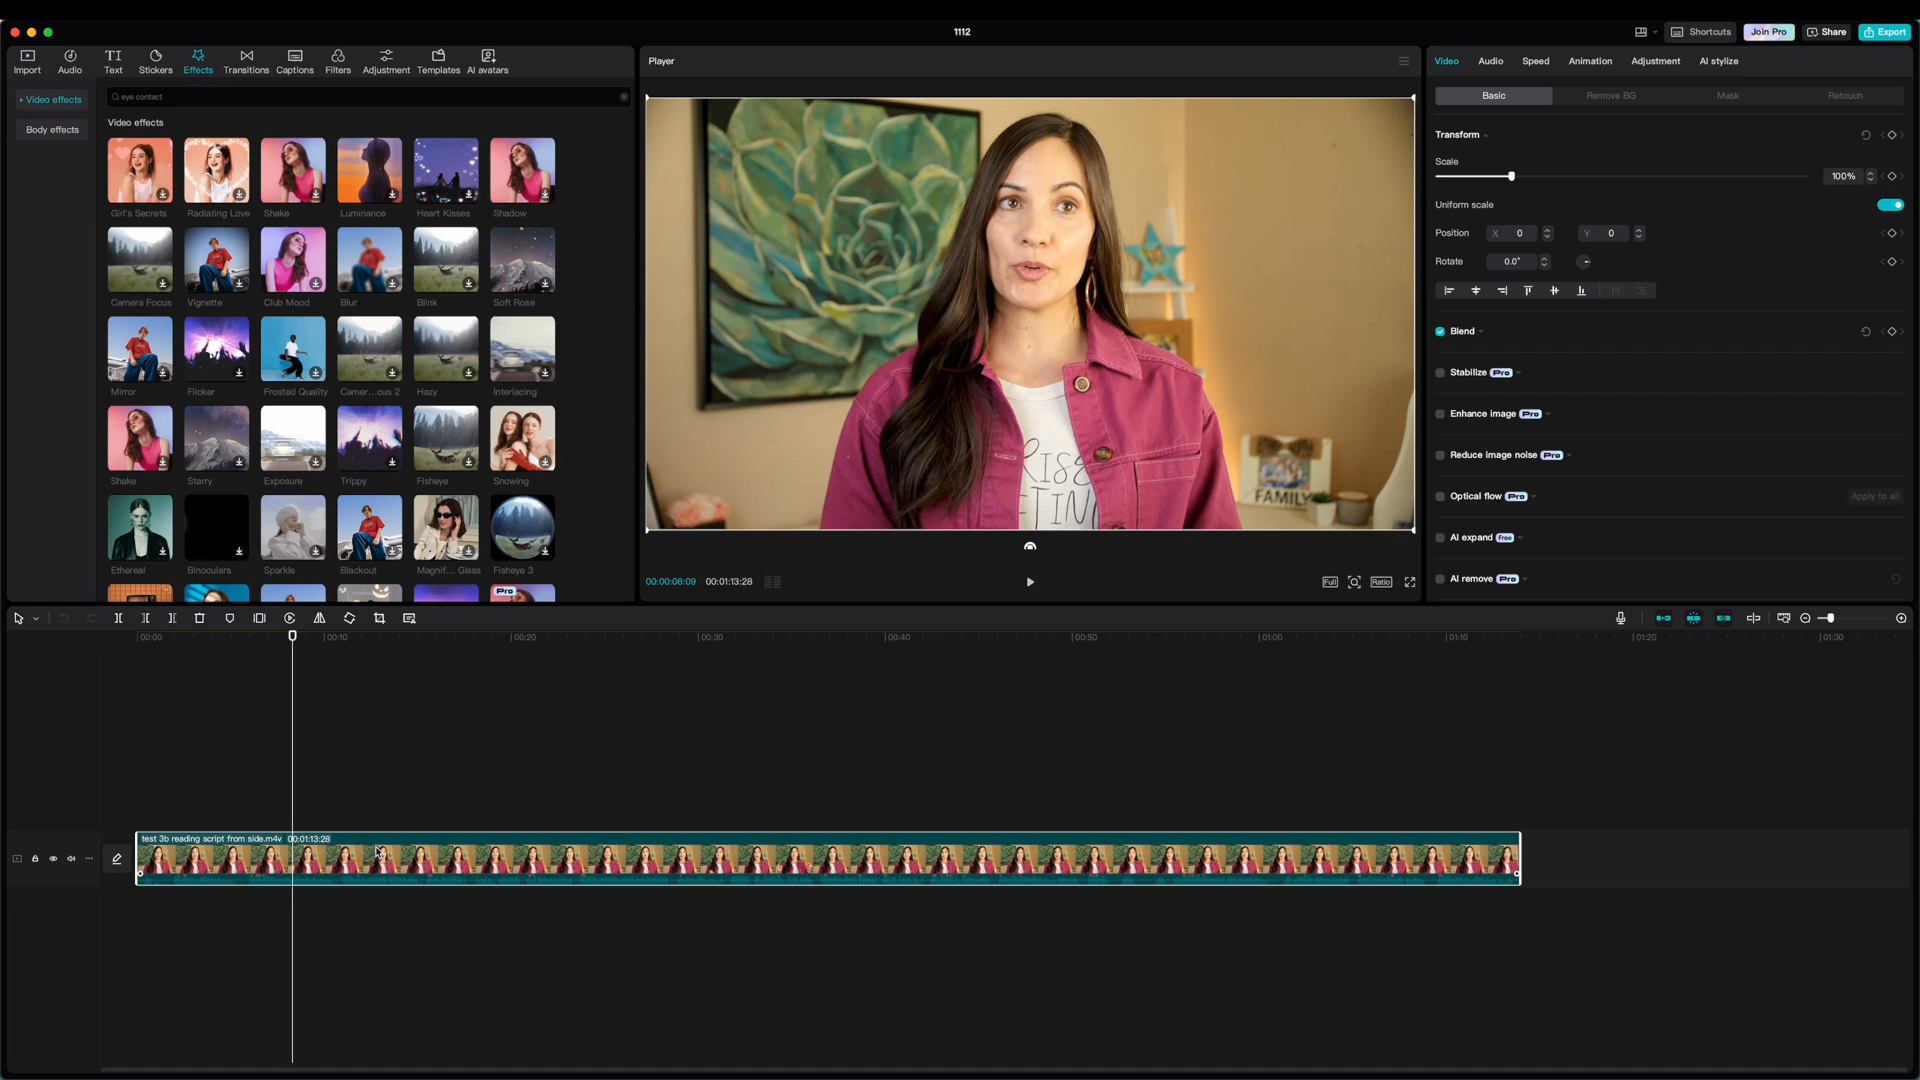 1112
Shortcuts
Join Pro
Share
Export
Import
Audio
Text
Stickers
Effects
Transitions
Captions
Filters
Adjustment
Templates
AI avatars
Video effects
Body effects
eye contact
Video effects
Girl's Secrets
Radiating Love
Shake
Luminance
Heart Kisses
Shadow
Camera Focus
Vignette
Club Mood
Blur
Blink
Soft Rose
Mirror
Flicker
Frosted Quality
Camer...cus 2
Hazy
Interlacing
Shake
Starry
Exposure
Trippy
Fisheye
Snowing
Ethereal
Binoculars
Sparkle
Blackout
Magnif... Glass
Fisheye 3
Pro
Player
FAMILY
00:00:08:09
00:01:13:28
Full
Ratio
Video
Audio
Speed
Animation
Adjustment
AI stylize
Basic
Remove BG
Mask
Retouch
Transform
Scale
100%
Uniform scale
Position X 0 Y 0
Rotate 0.0°
Blend
Stabilize Pro
Enhance image Pro
Reduce image noise Pro
Optical flow Pro
Apply to all
AI expand Free
AI remove Pro
00:00
00:10
00:20
00:30
00:40
00:50
01:00
01:10
01:20
01:30
test 3b reading script from side.m4v 00:01:13:28